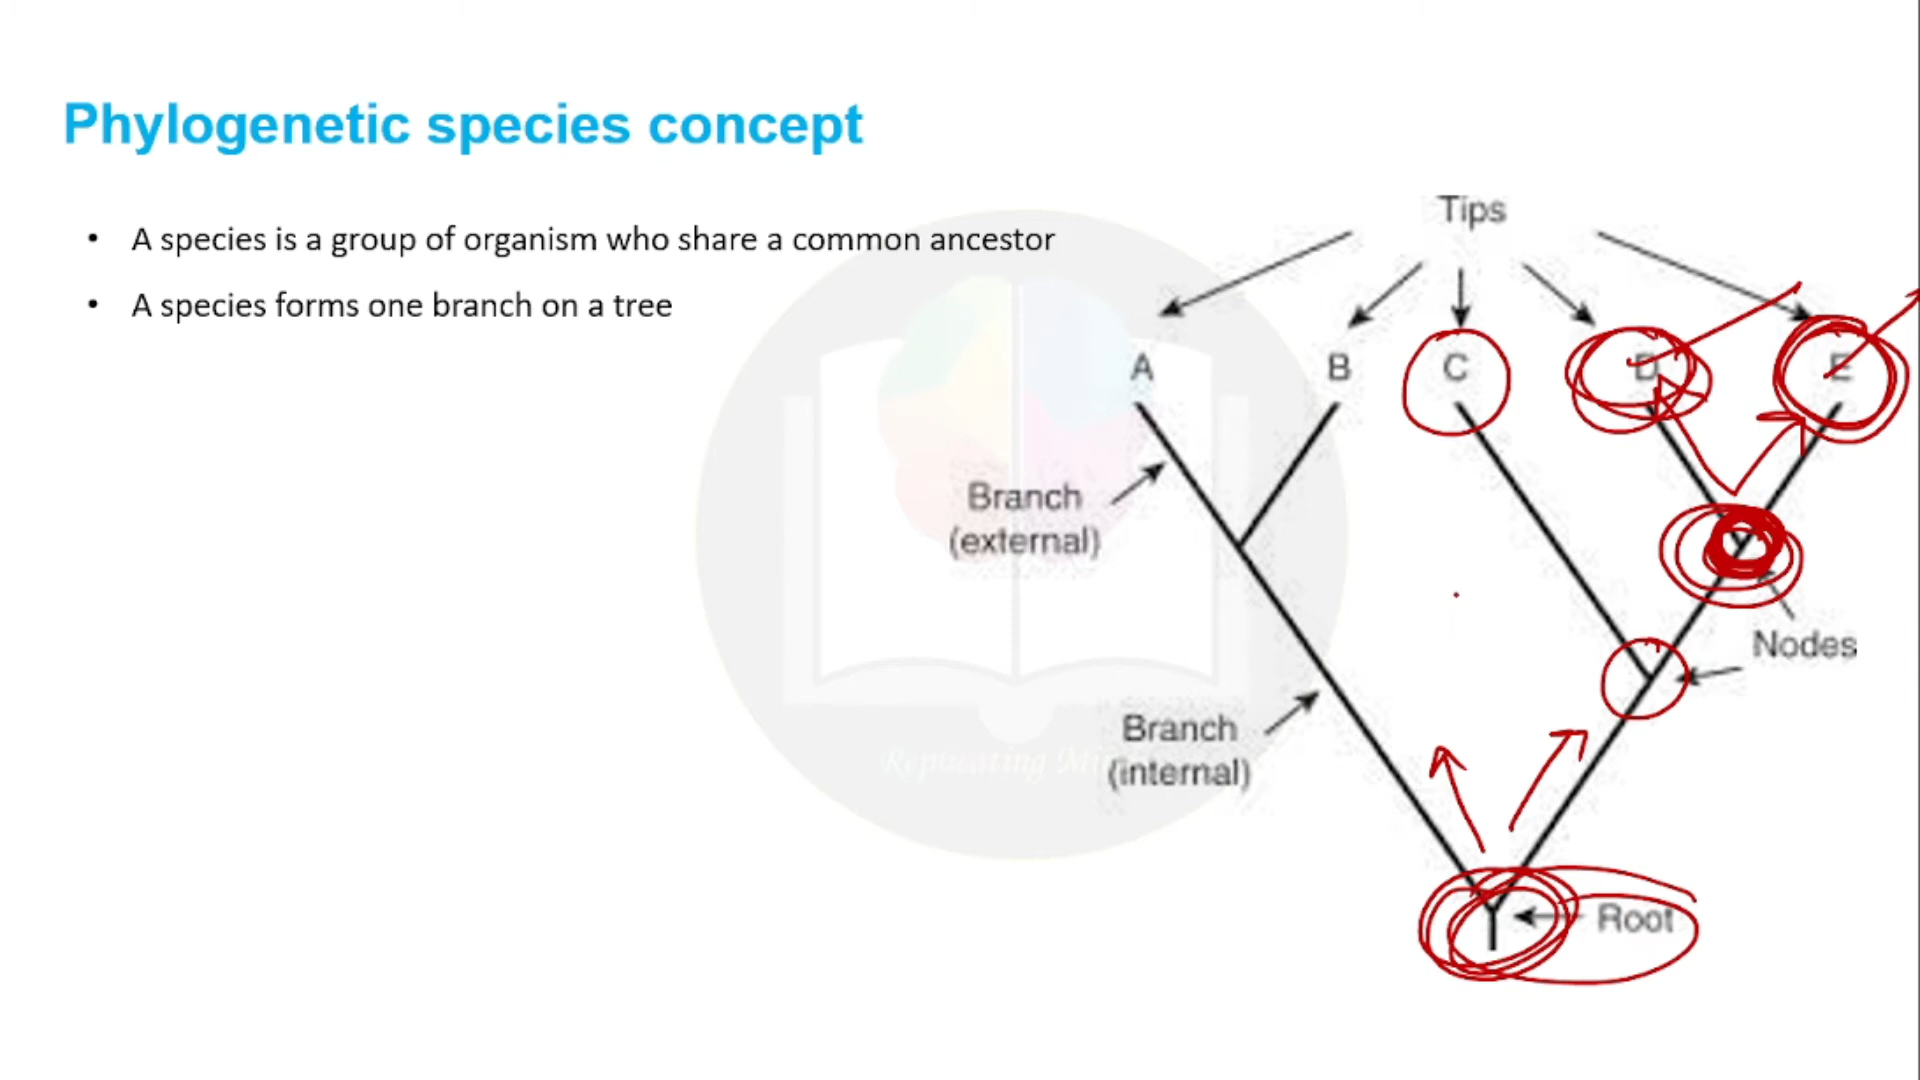 Phylogenetic species concept
• A species is a group of organism who share a common ancestor
• A species forms one branch on a tree
Tips
A B C D E
Branch
(external)
Nodes
Branch
(internal)
Root